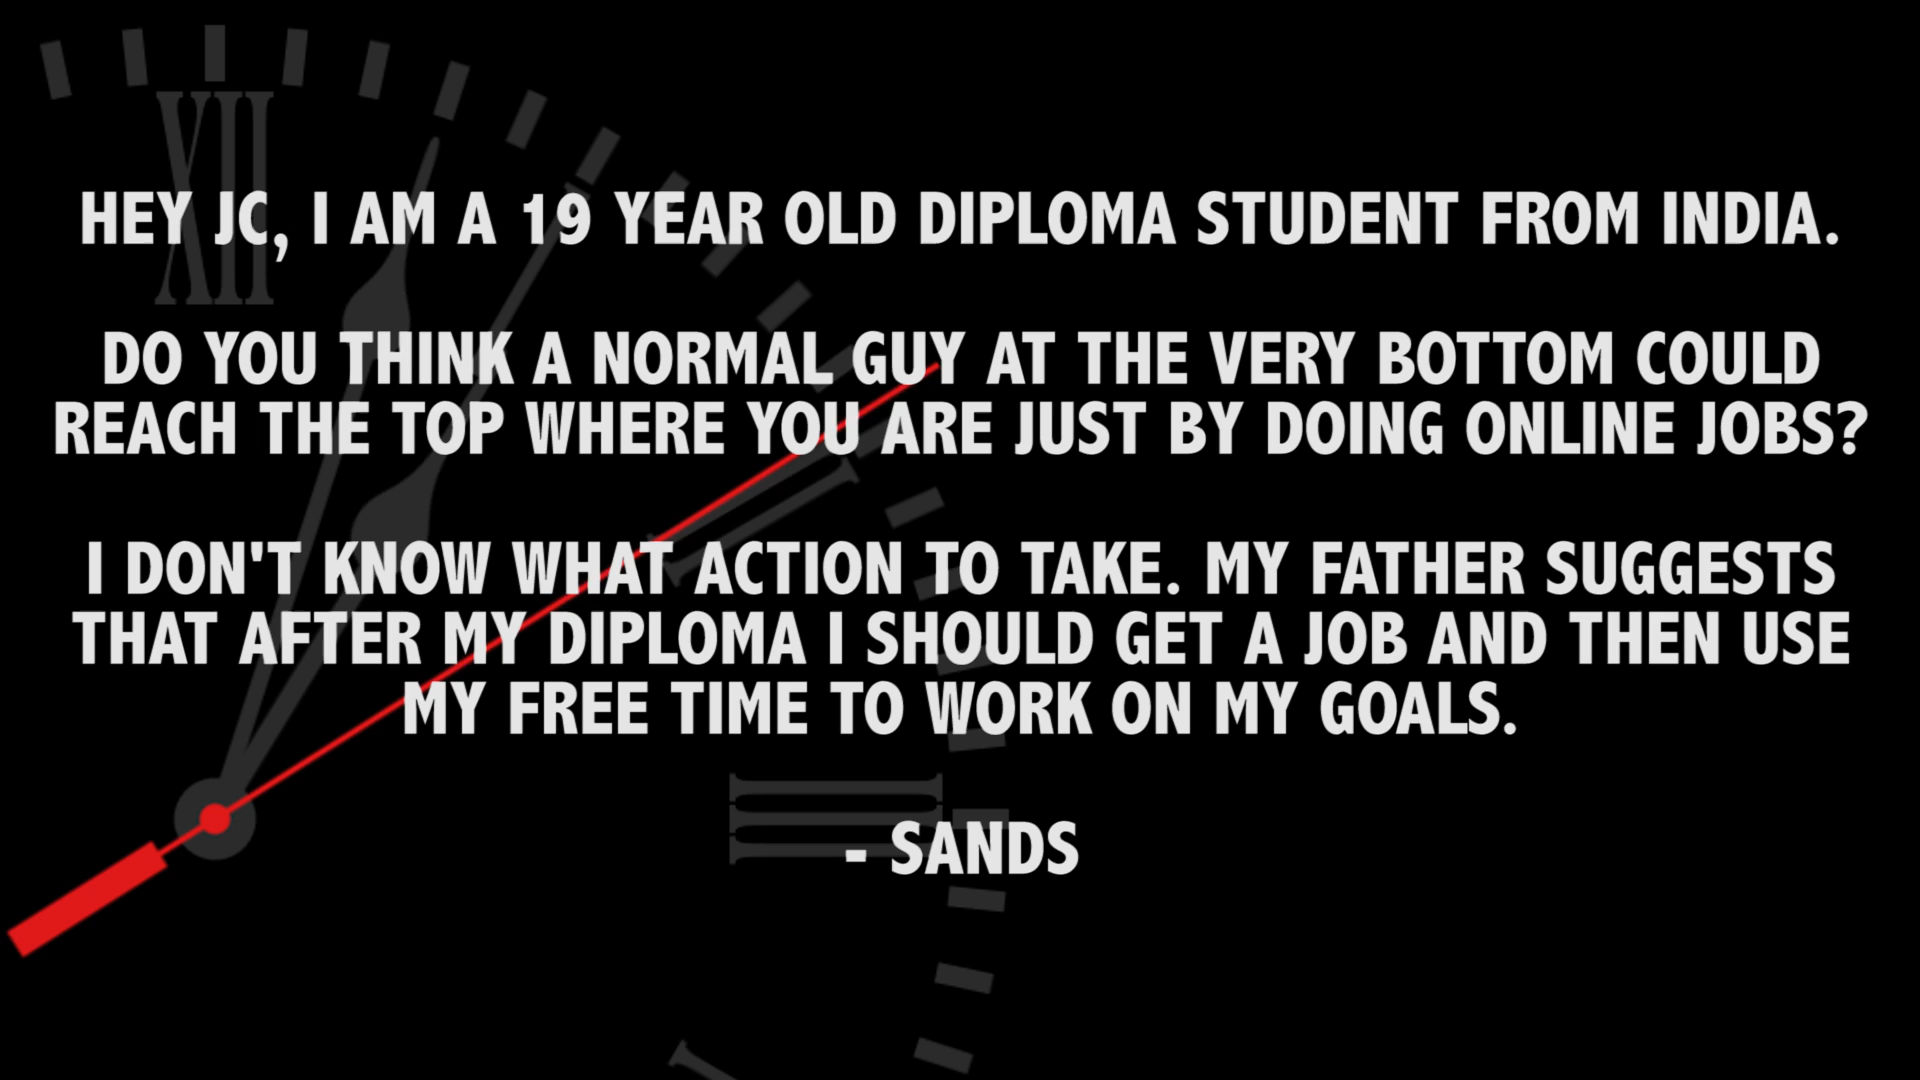 XII
HEY JC, I AM A 19 YEAR OLD DIPLOMA STUDENT FROM INDIA.
DO YOU THINK A NORMAL GUY AT THE VERY BOTTOM COULD
REACH THE TOP WHERE YOU ARE JUST BY DOING ONLINE JOBS?
II
I DON'T KNOW WHAT ACTION TO TAKE. MY FATHER SUGGESTS
THAT AFTER MY DIPLOMA I SHOULD GET A JOB AND THEN USE
MY FREE TIME TO WORK ON MY GOALS.
III
- SANDS